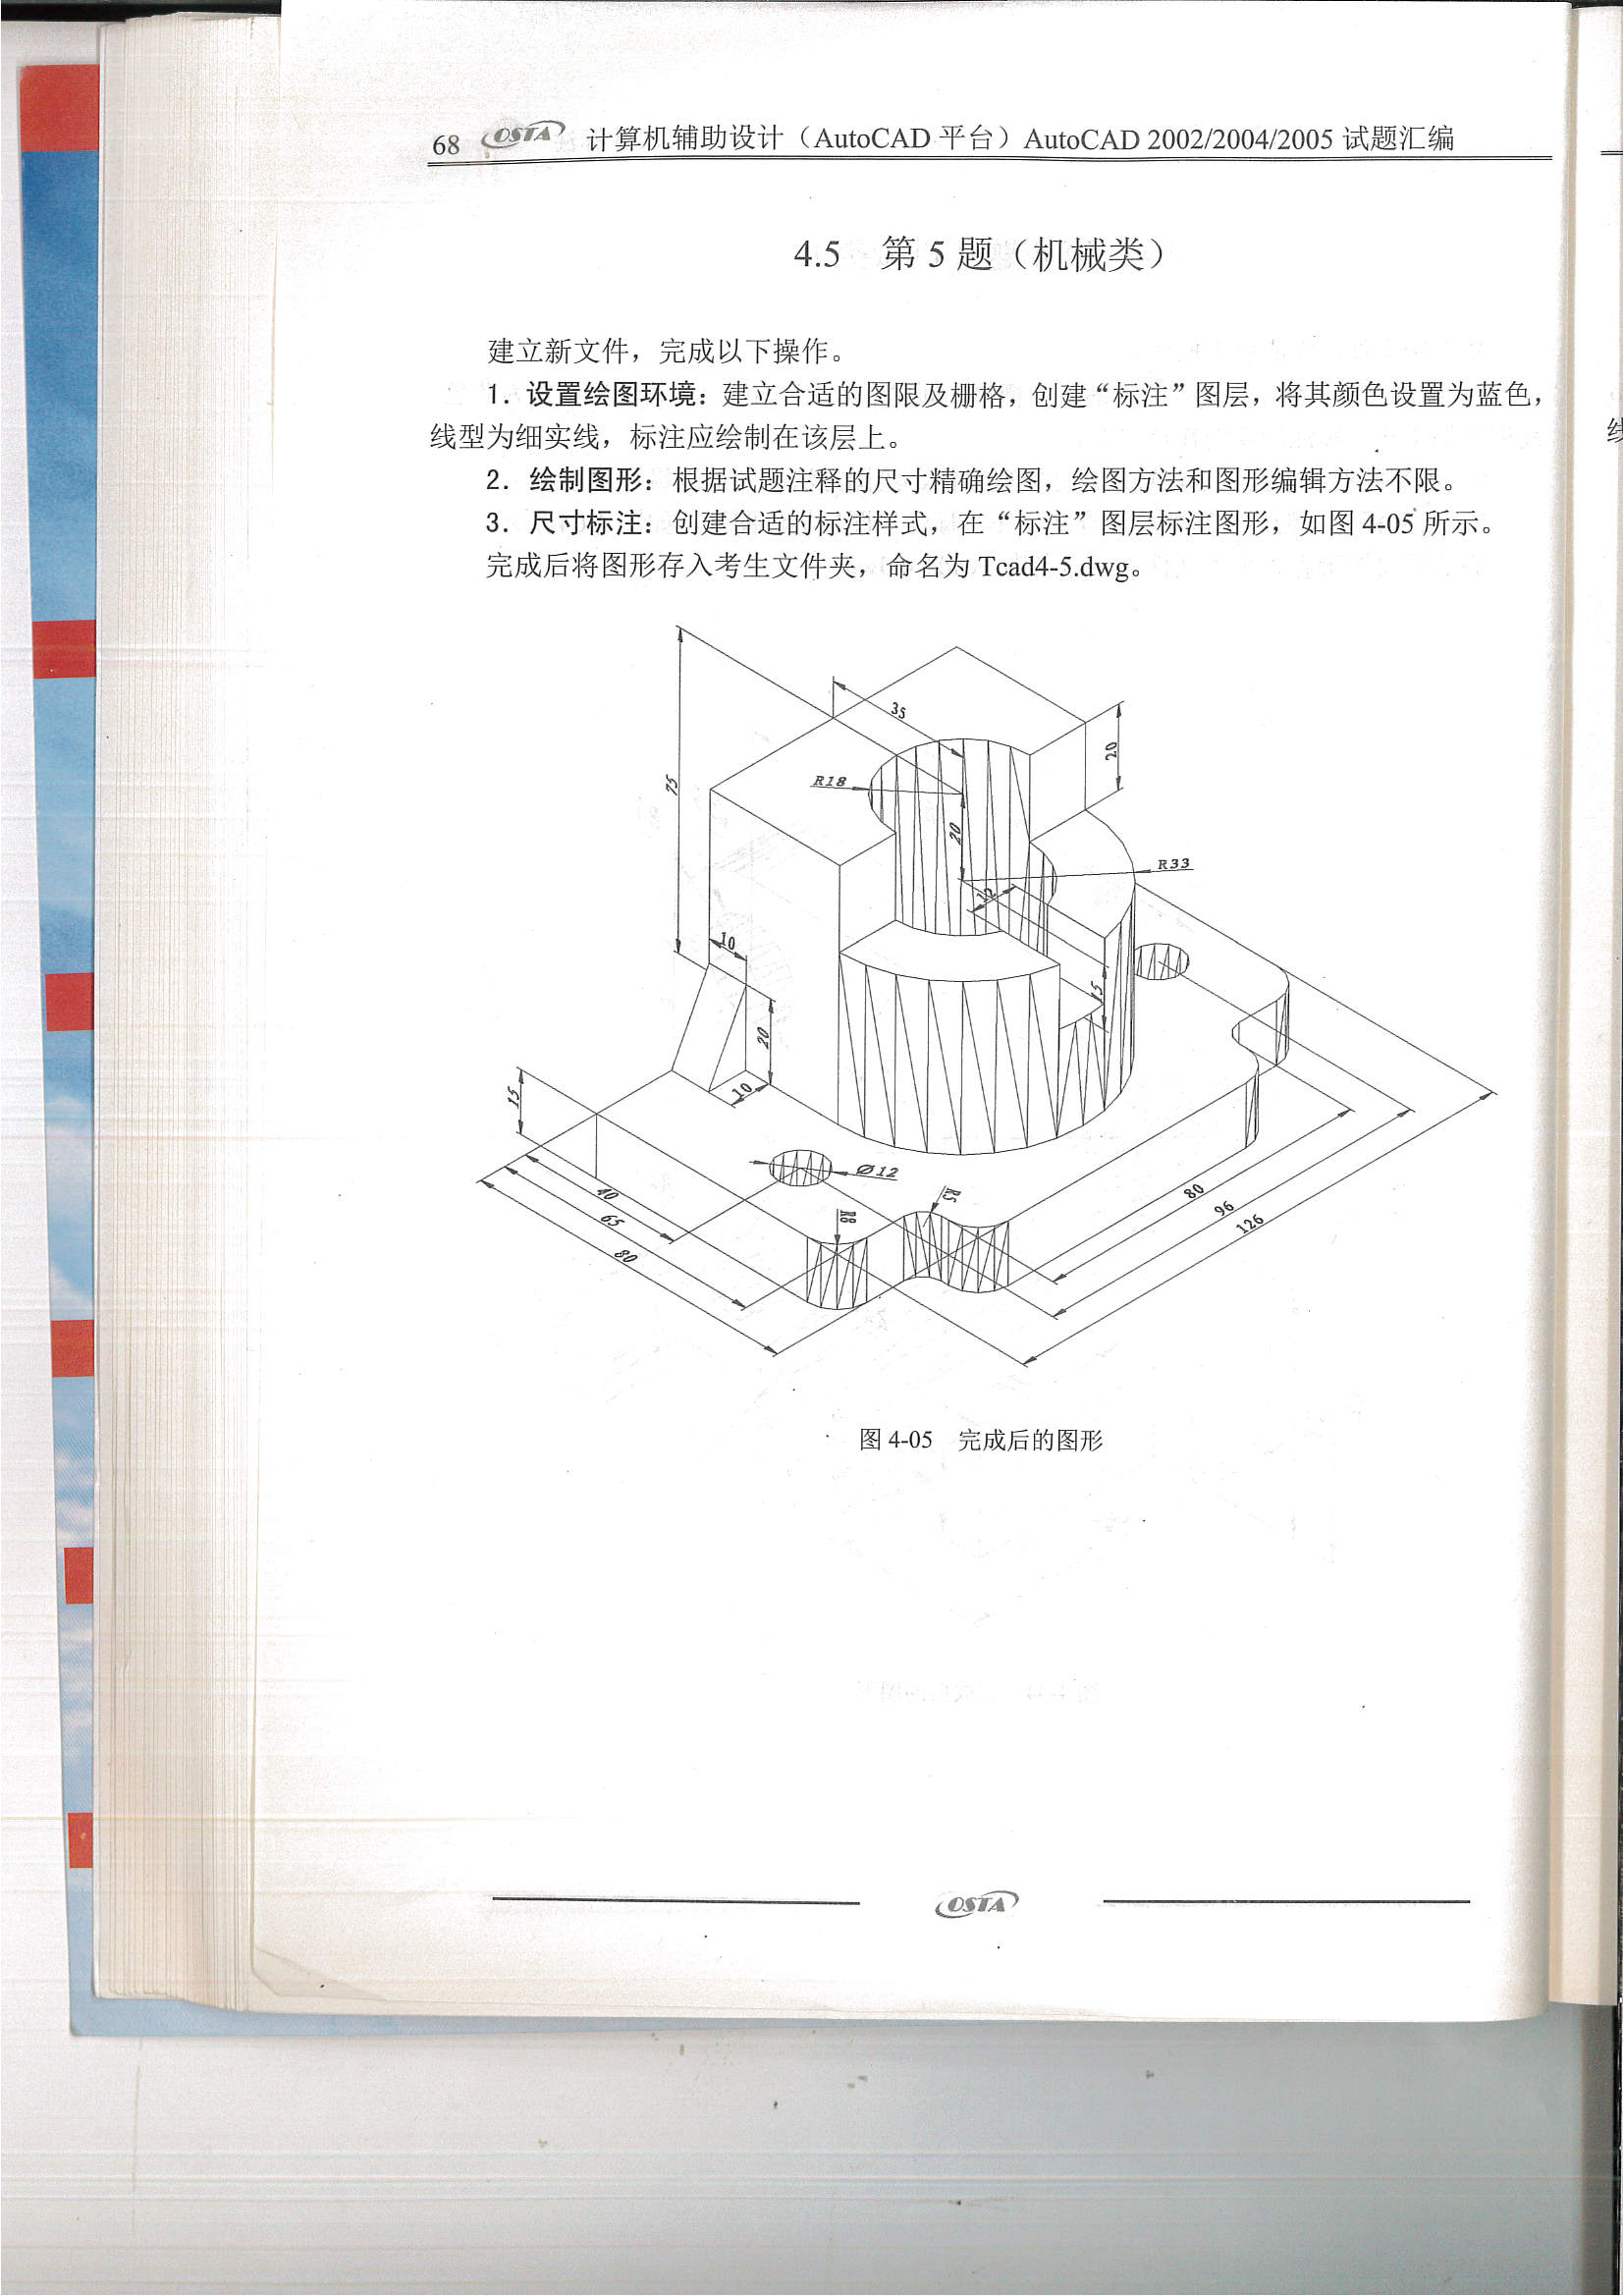 68 OSTA 计算机辅助设计（AutoCAD 平台）AutoCAD 2002/2004/2005 试题汇编
4.5 第 5 题（机械类）
建立新文件，完成以下操作。
1．设置绘图环境：建立合适的图限及栅格，创建“标注”图层，将其颜色设置为蓝色，
线型为细实线，标注应绘制在该层上。
2．绘制图形：根据试题注释的尺寸精确绘图，绘图方法和图形编辑方法不限。
3．尺寸标注：创建合适的标注样式，在“标注”图层标注图形，如图 4-05 所示。
完成后将图形存入考生文件夹，命名为 Tcad4-5.dwg。
35
20
75
R18
20
R33
12
10
15
20
10
15
Ø12
40
R5
80
65
R8
96
80
126
图 4-05 完成后的图形
OSTA